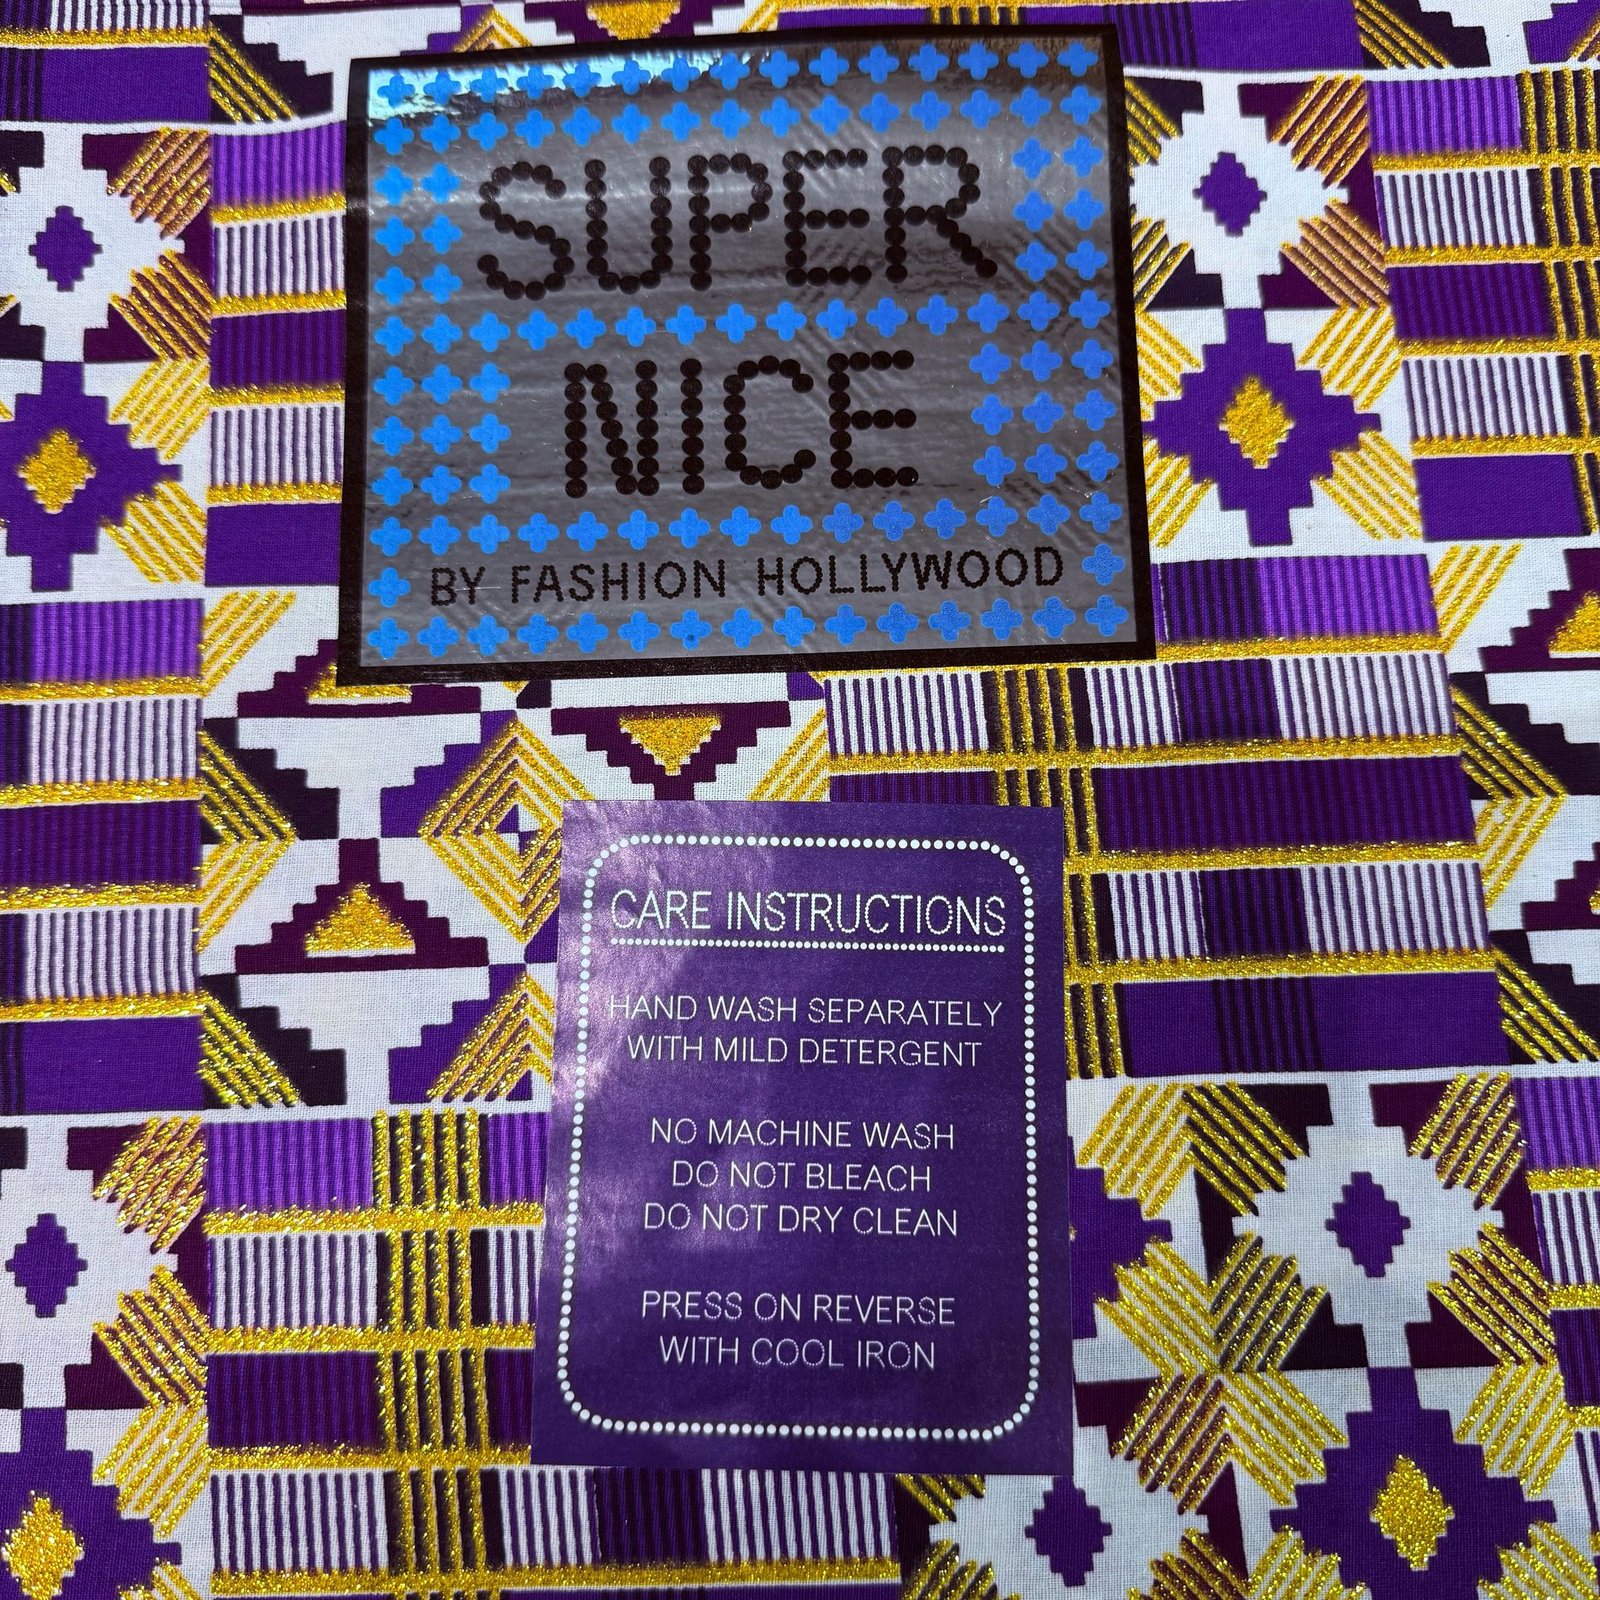 SUPER
NICE
BY FASHION HOLLYWOOD
CARE INSTRUCTIONS
HAND WASH SEPARATELY
WITH MILD DETERGENT
NO MACHINE WASH
DO NOT BLEACH
DO NOT DRY CLEAN
PRESS ON REVERSE
WITH COOL IRON